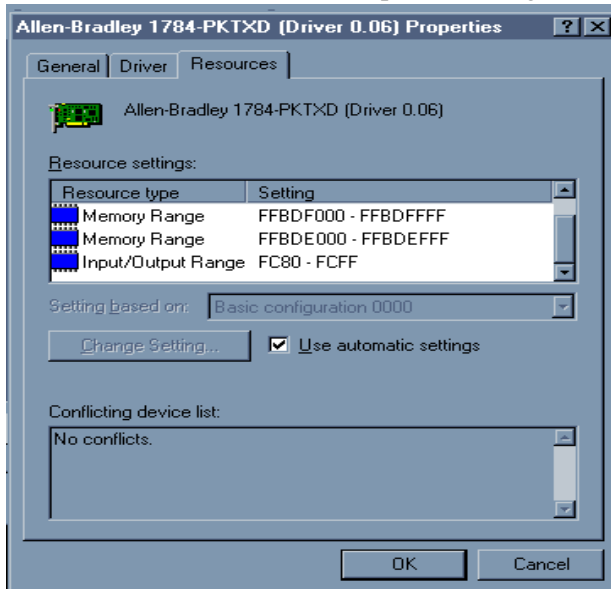 Allen-Bradley 1784-PKTXD (Driver 0.06) Properties ? ×
General Driver Resources
Allen-Bradley 1784-PKTXD (Driver 0.06)
Resource settings:
Resource type Setting
Memory Range FFBDF000 - FFBDFFFF
Memory Range FFBDE000 - FFBDEFFF
Input/Output Range FC80 - FCFF
Setting based on: Basic configuration 0000
Change Setting... Use automatic settings
Conflicting device list:
No conflicts.
OK Cancel